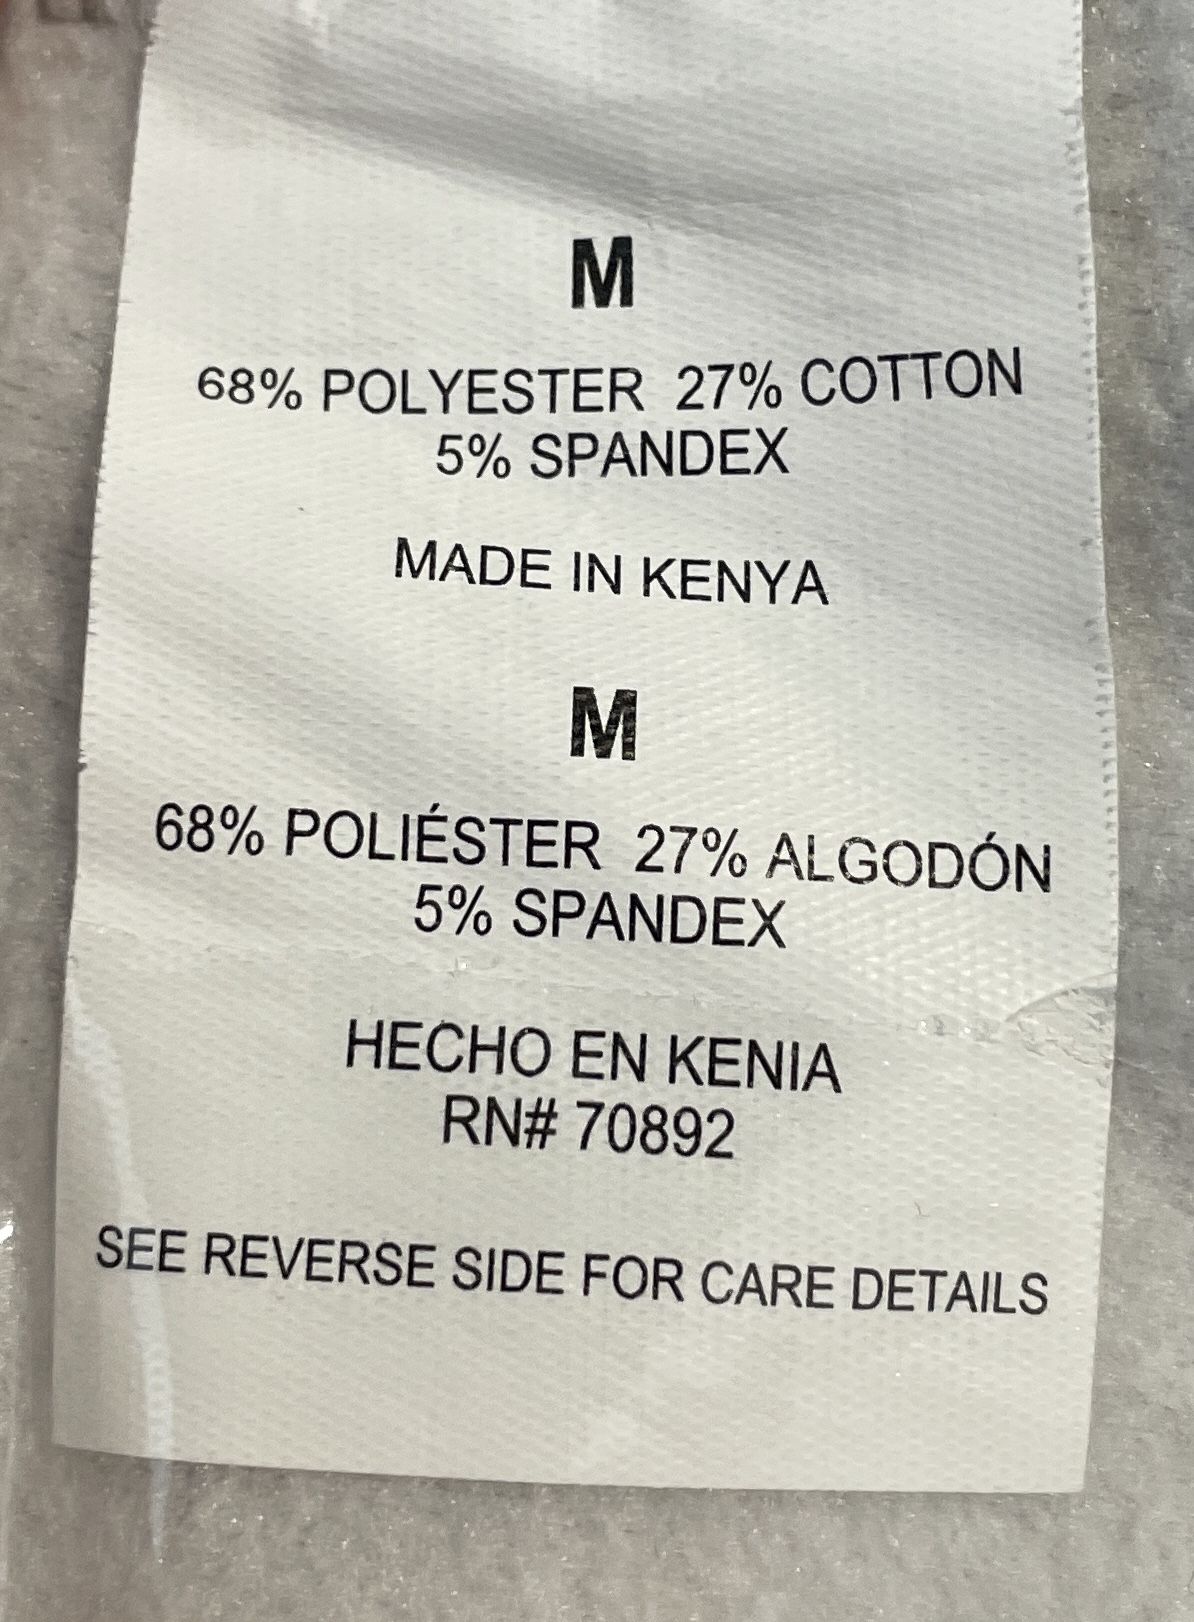 M
68% POLYESTER 27% COTTON
5% SPANDEX
MADE IN KENYA
M
68% POLIÉSTER 27% ALGODÓN
5% SPANDEX
HECHO EN KENIA
RN# 70892
SEE REVERSE SIDE FOR CARE DETAILS